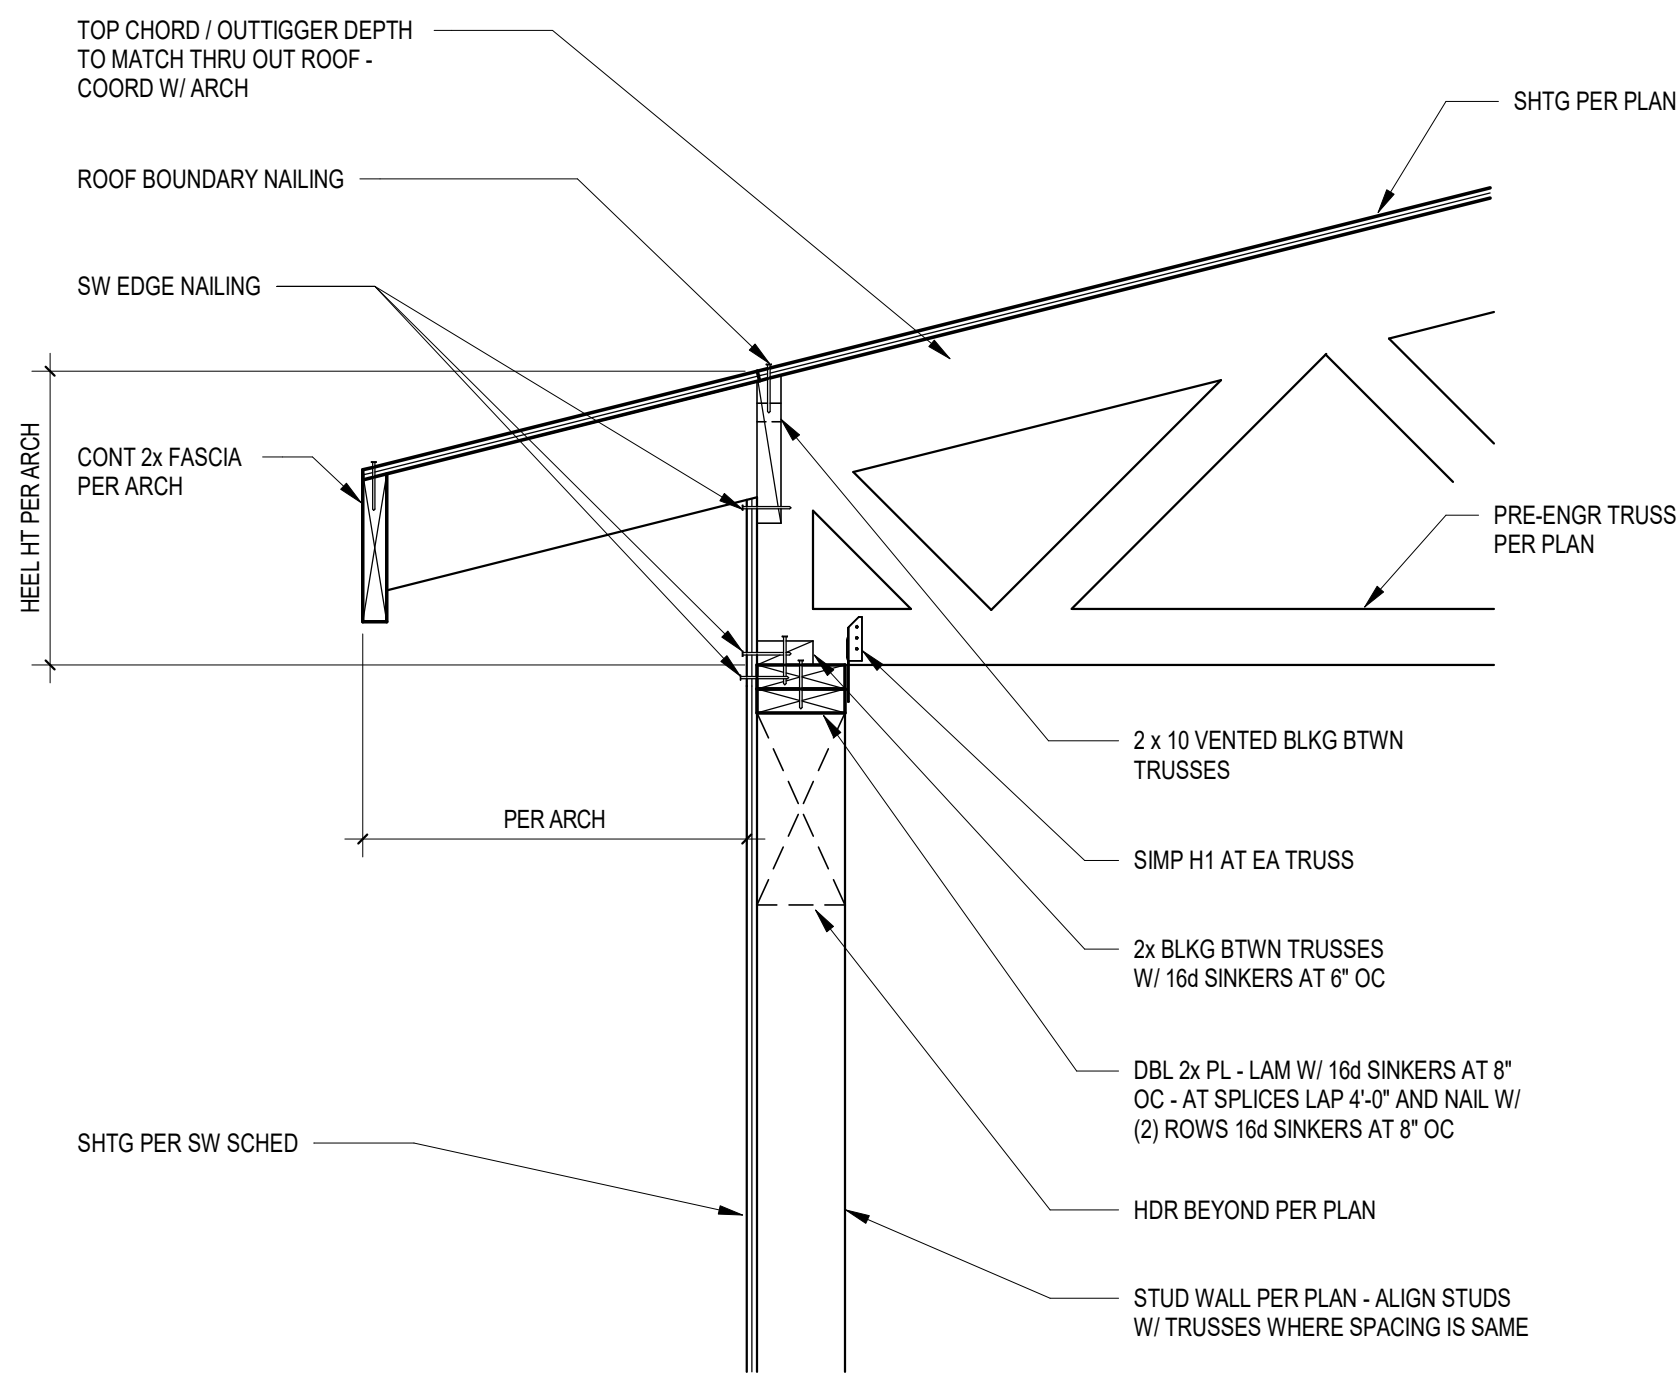 TOP CHORD / OUTTIGGER DEPTH
TO MATCH THRU OUT ROOF -
COORD W/ ARCH
SHTG PER PLAN
ROOF BOUNDARY NAILING
SW EDGE NAILING
HEEL HT PER ARCH
CONT 2x FASCIA
PER ARCH
PRE-ENGR TRUSS
PER PLAN
2 x 10 VENTED BLKG BTWN
TRUSSES
PER ARCH
SIMP H1 AT EA TRUSS
2x BLKG BTWN TRUSSES
W/ 16d SINKERS AT 6" OC
DBL 2x PL - LAM W/ 16d SINKERS AT 8"
OC - AT SPLICES LAP 4'-0" AND NAIL W/
(2) ROWS 16d SINKERS AT 8" OC
SHTG PER SW SCHED
HDR BEYOND PER PLAN
STUD WALL PER PLAN - ALIGN STUDS
W/ TRUSSES WHERE SPACING IS SAME